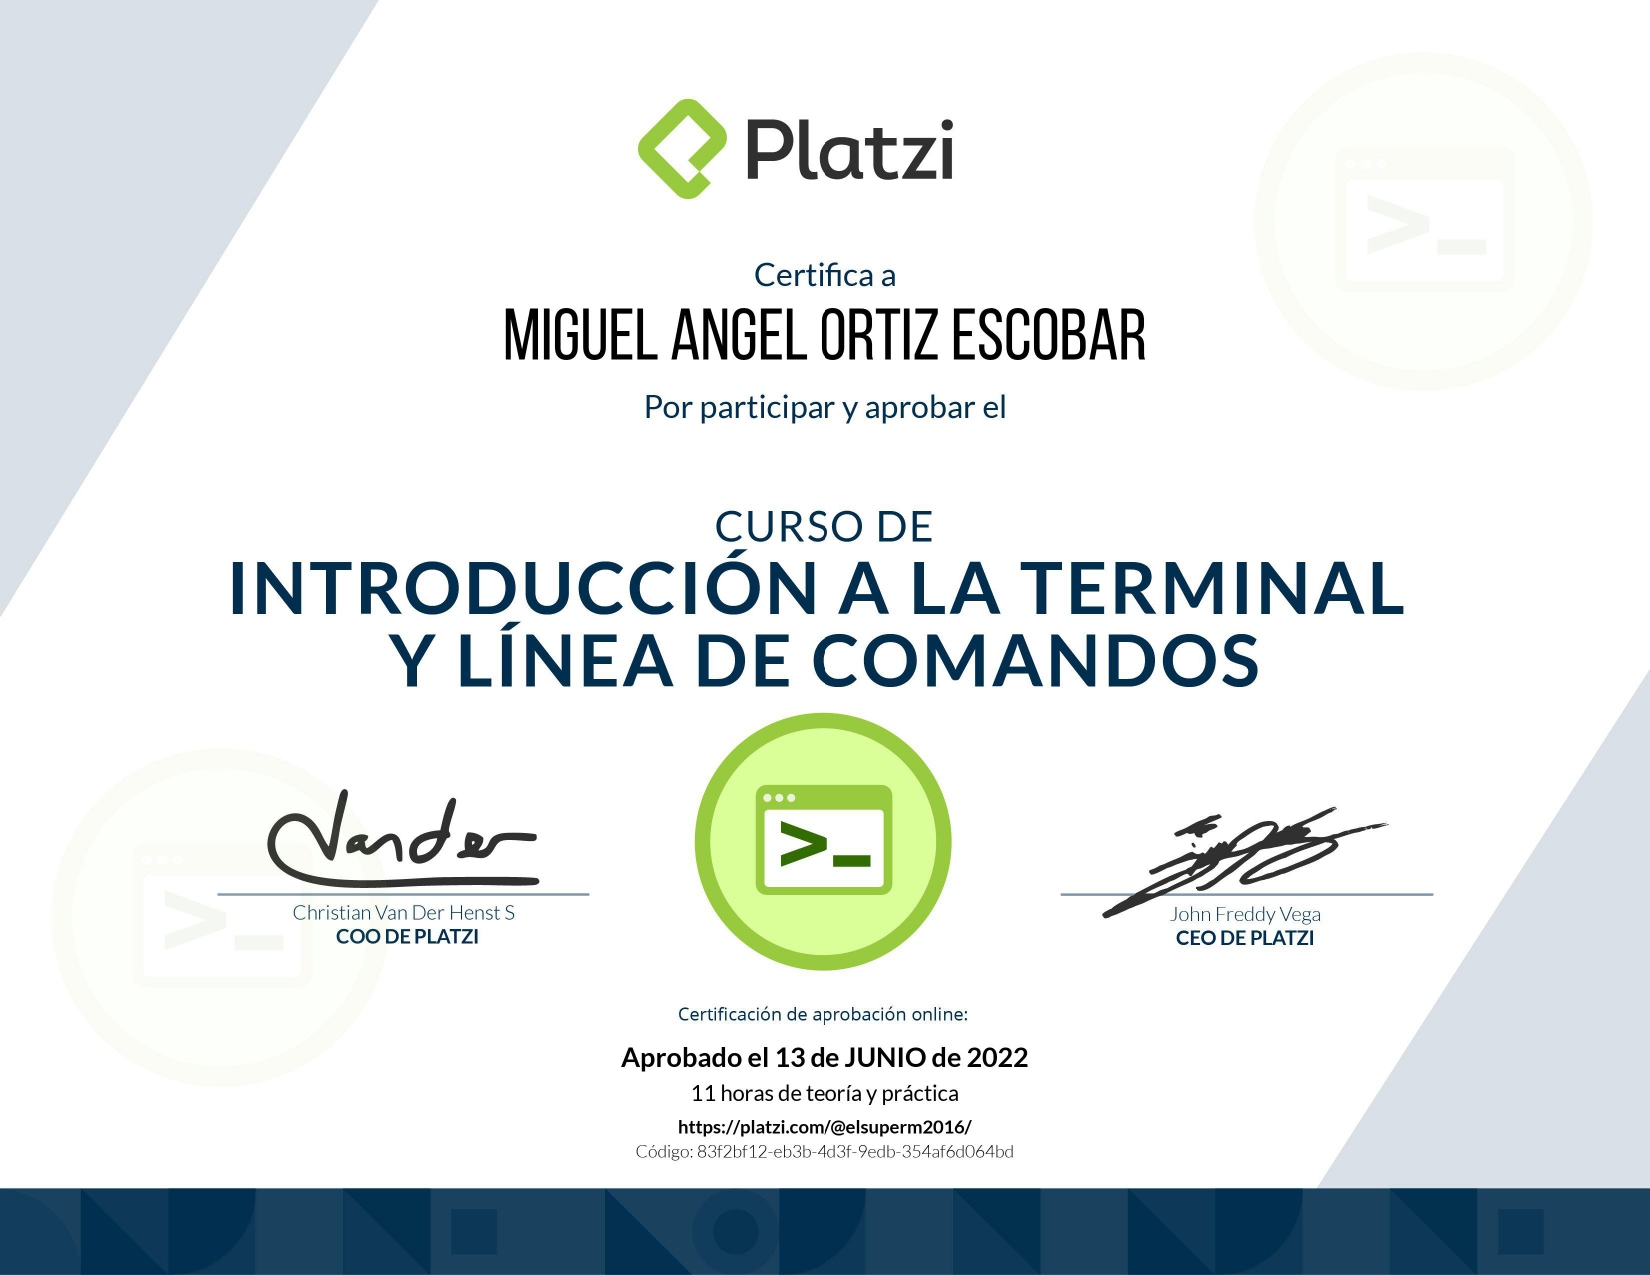 Platzi
Certifica a
MIGUEL ANGEL ORTIZ ESCOBAR
Por participar y aprobar el
CURSO DE
INTRODUCCIÓN A LA TERMINAL
Y LÍNEA DE COMANDOS
>_
Vander
Christian Van Der Henst S
COO DE PLATZI
John Freddy Vega
CEO DE PLATZI
Certificación de aprobación online:
Aprobado el 13 de JUNIO de 2022
11 horas de teoría y práctica
https://platzi.com/@elsuperm2016/
Código: 83f2bf12-eb3b-4d3f-9edb-354af6d064bd